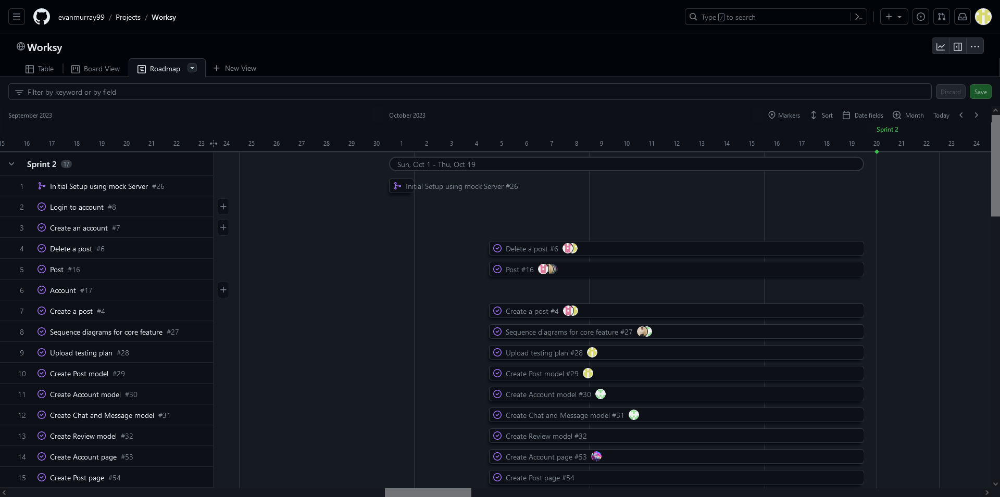 evanmurray99 / Projects / Worksy
Type / to search
Worksy
Table Board View Roadmap New View
Filter by keyword or by field
Discard Save
September 2023 October 2023 Markers Sort Date fields Month Today
Sprint 2
15 16 17 18 19 20 21 22 23 24 25 26 27 28 29 30 1 2 3 4 5 6 7 8 9 10 11 12 13 14 15 16 17 18 19 20 21 22 23 24
Sprint 2 17 Sun, Oct 1 - Thu, Oct 19
1 Initial Setup using mock Server #26 Initial Setup using mock Server #26
2 Login to account #8
3 Create an account #7
4 Delete a post #6 Delete a post #6
5 Post #16 Post #16
6 Account #17
7 Create a post #4 Create a post #4
8 Sequence diagrams for core feature #27 Sequence diagrams for core feature #27
9 Upload testing plan #28 Upload testing plan #28
10 Create Post model #29 Create Post model #29
11 Create Account model #30 Create Account model #30
12 Create Chat and Message model #31 Create Chat and Message model #31
13 Create Review model #32 Create Review model #32
14 Create Account page #53 Create Account page #53
15 Create Post page #54 Create Post page #54